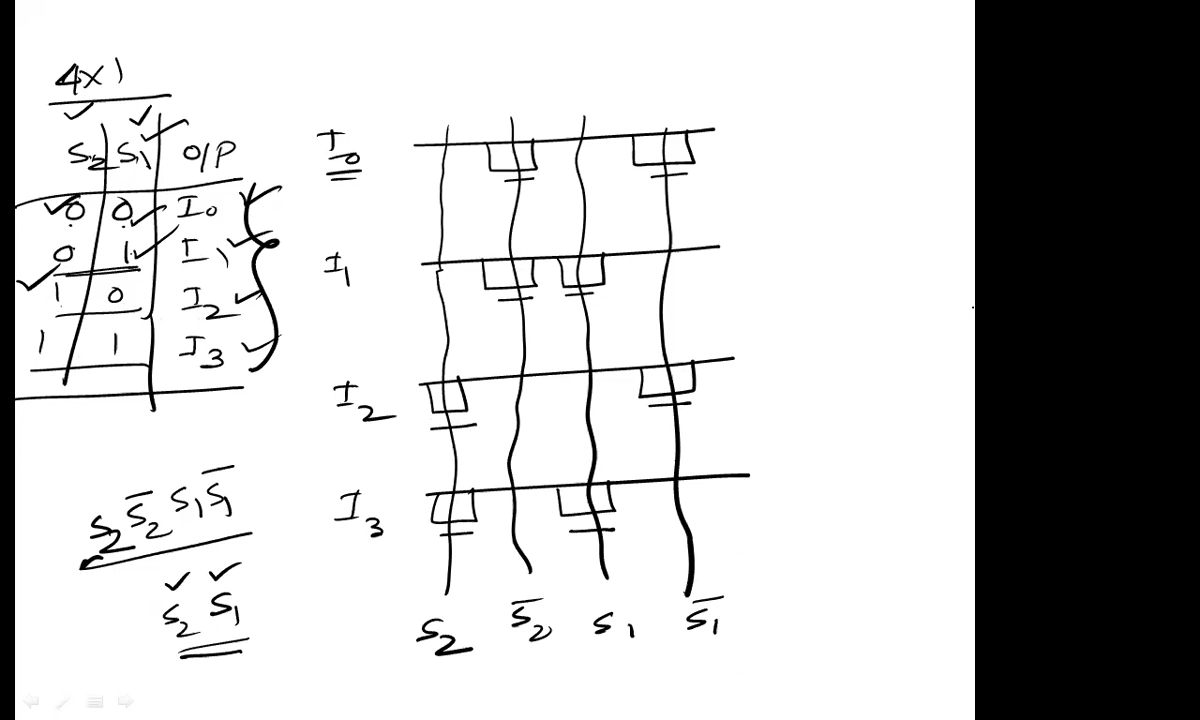 4x1
S2 S1 O/P
0 0 I0
0 1 I1
1 0 I2
1 1 I3
S2 S̅2 S1 S̅1
S2 S1
I0
I1
I2
I3
S2 S̅2 S1 S̅1